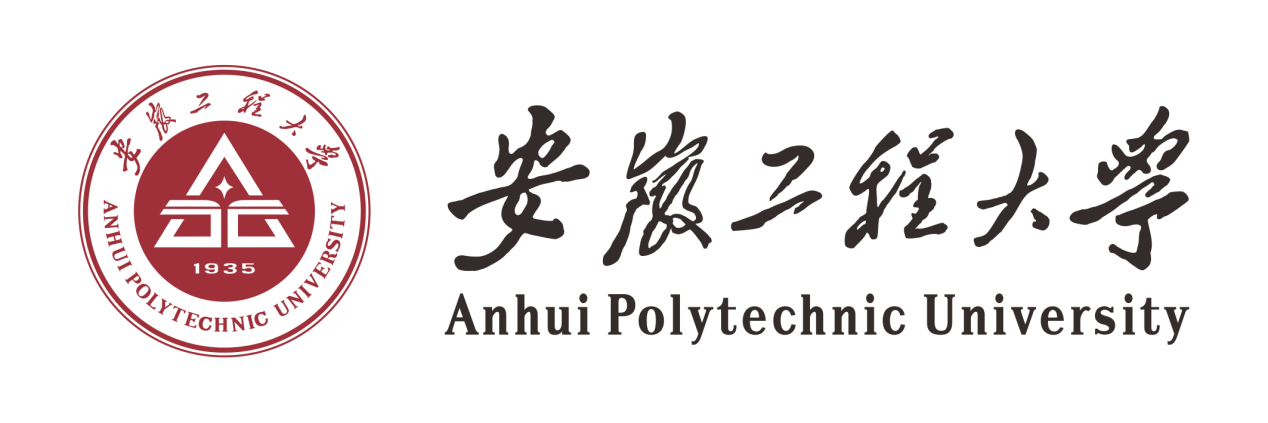 安徽工程大学
1935
ANHUI POLYTECHNIC UNIVERSITY
安徽工程大學
Anhui Polytechnic University